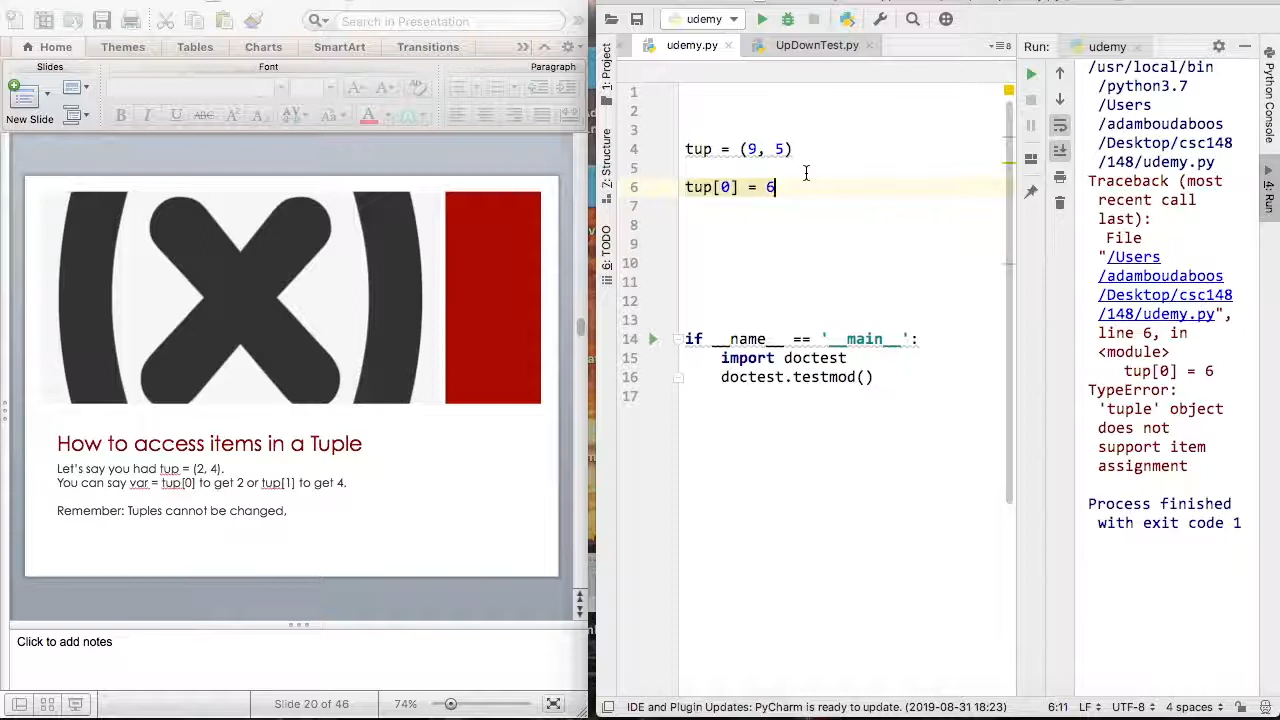 Search in Presentation
Home
Themes
Tables
Charts
SmartArt
Transitions
Slides
Font
Paragraph
New Slide
B I U ABC
How to access items in a Tuple
Let's say you had tup = (2, 4).
You can say var = tup[0] to get 2 or tup[1] to get 4.
Remember: Tuples cannot be changed,
Click to add notes
Slide 20 of 46
74%
udemy
udemy.py
UpDownTest.py
1: Project
7: Structure
6: TODO
1
2
3
4 tup = (9, 5)
5
6 tup[0] = 6
7
8
9
10
11
12
13
14 if __name__ == '__main__':
15 import doctest
16 doctest.testmod()
17
Run: udemy
/usr/local/bin
/python3.7
/Users
/adamboudaboos
/Desktop/csc148
/148/udemy.py
Traceback (most
recent call
last):
File
"/Users
/adamboudaboos
/Desktop/csc148
/148/udemy.py",
line 6, in
<module>
tup[0] = 6
TypeError:
'tuple' object
does not
support item
assignment
Process finished
with exit code 1
Python Console
4: Run
IDE and Plugin Updates: PyCharm is ready to update. (2019-08-31 18:23)
6:11 LF UTF-8 4 spaces